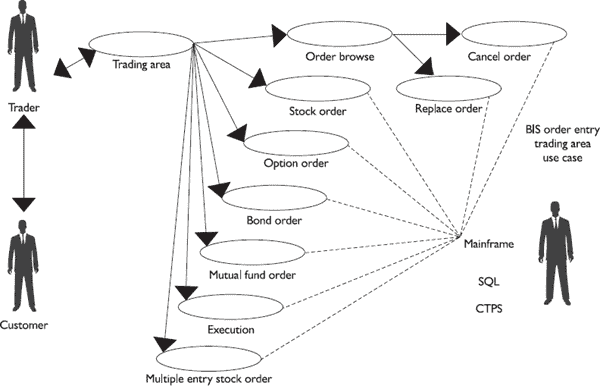 Trader
Trading area
Order browse
Cancel order
Stock order
Replace order
BIS order entry
trading area
use case
Option order
Bond order
Mainframe
Mutual fund order
SQL
CTPS
Customer
Execution
Multiple entry stock order